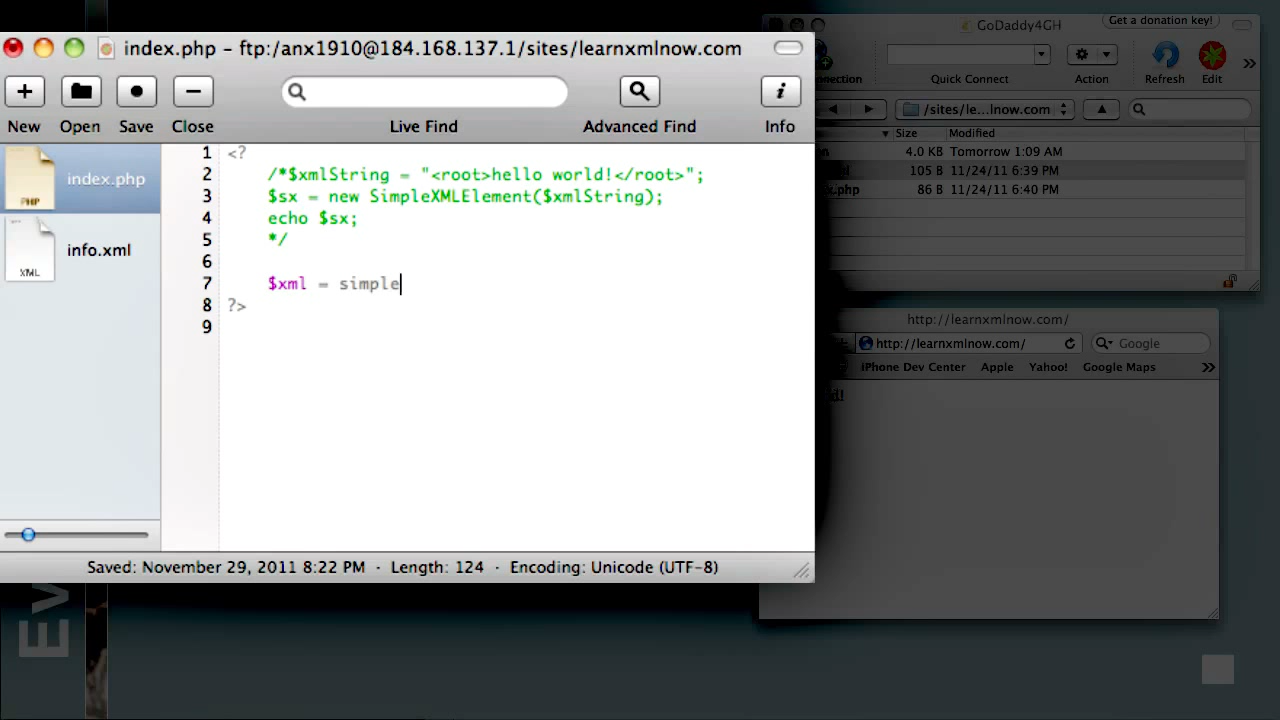 index.php – ftp:/anx1910@184.168.137.1/sites/learnxmlnow.com
New Open Save Close Live Find Advanced Find Info
index.php
PHP
info.xml
XML
1 <?
2 /*$xmlString = "<root>hello world!</root>";
3 $sx = new SimpleXMLElement($xmlString);
4 echo $sx;
5 */
6
7 $xml = simple
8 ?>
9
Saved: November 29, 2011 8:22 PM · Length: 124 · Encoding: Unicode (UTF-8)
GoDaddy4GH
Get a donation key!
Quick Connect Action Refresh Edit
/sites/le...lnow.com
Size Modified
4.0 KB Tomorrow 1:09 AM
105 B 11/24/11 6:39 PM
86 B 11/24/11 6:40 PM
http://learnxmlnow.com/
http://learnxmlnow.com/ Google
iPhone Dev Center Apple Yahoo! Google Maps
Ev